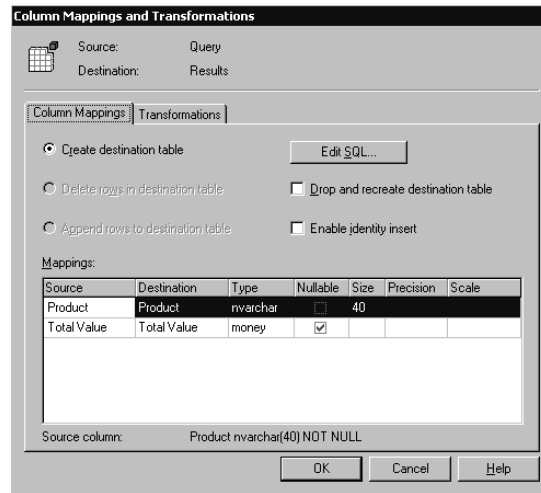 Column Mappings and Transformations
Source: Query
Destination: Results
Column Mappings Transformations
Create destination table Edit SQL...
Delete rows in destination table Drop and recreate destination table
Append rows to destination table Enable identity insert
Mappings:
Source Destination Type Nullable Size Precision Scale
Product Product nvarchar 40
Total Value Total Value money
Source column: Product nvarchar(40) NOT NULL
OK Cancel Help